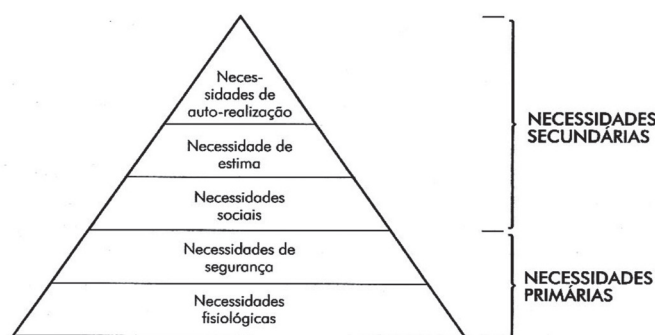 Neces-
sidades de
auto-realização
Necessidade de
estima
Necessidades
sociais
Necessidades de
segurança
Necessidades
fisiológicas
NECESSIDADES
SECUNDÁRIAS
NECESSIDADES
PRIMÁRIAS